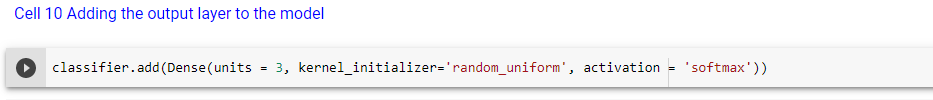 Cell 10 Adding the output layer to the model
classifier.add(Dense(units = 3, kernel_initializer='random_uniform', activation = 'softmax'))